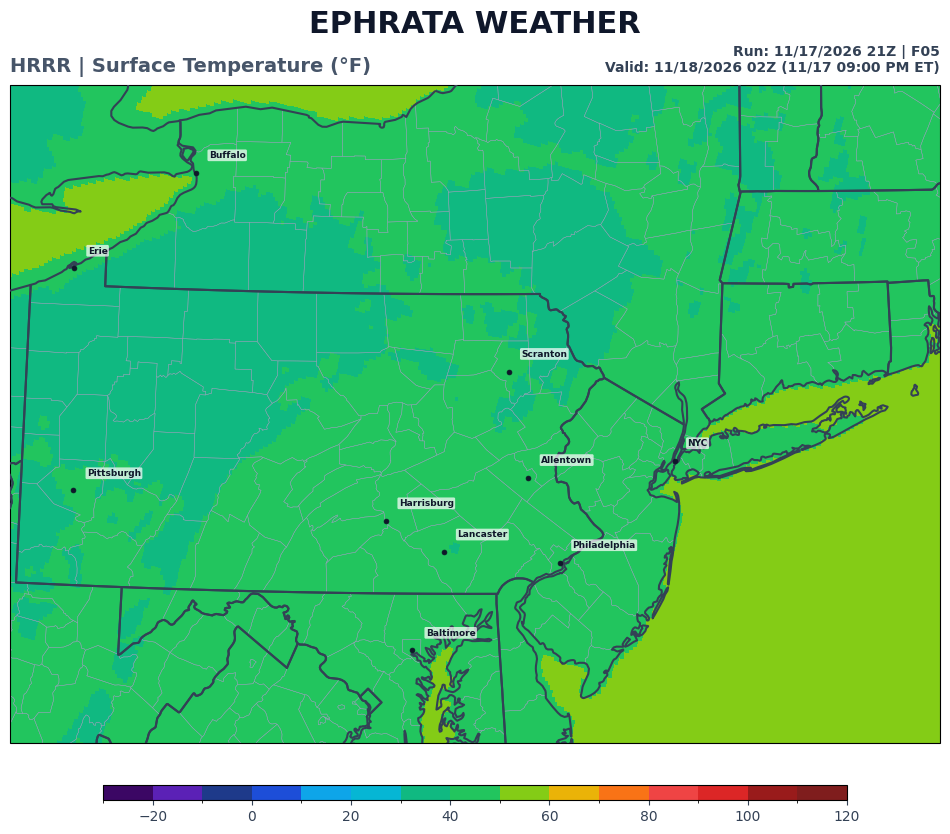 EPHRATA WEATHER
HRRR | Surface Temperature (°F)
Run: 11/17/2026 21Z | F05
Valid: 11/18/2026 02Z (11/17 09:00 PM ET)
Buffalo
Erie
Scranton
NYC
Allentown
Pittsburgh
Harrisburg
Lancaster
Philadelphia
Baltimore
−20 0 20 40 60 80 100 120